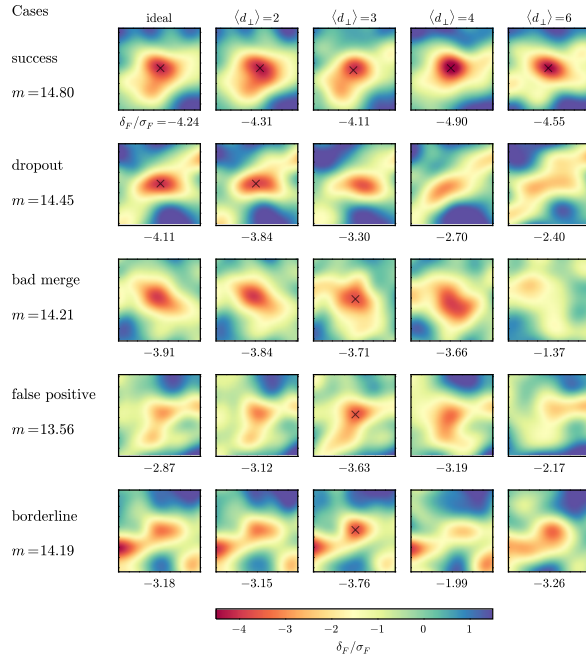 Cases
ideal ⟨d⊥⟩=2 ⟨d⊥⟩=3 ⟨d⊥⟩=4 ⟨d⊥⟩=6
success
m=14.80
δF/σF=−4.24 −4.31 −4.11 −4.90 −4.55
dropout
m=14.45
−4.11 −3.84 −3.30 −2.70 −2.40
bad merge
m=14.21
−3.91 −3.84 −3.71 −3.66 −1.37
false positive
m=13.56
−2.87 −3.12 −3.63 −3.19 −2.17
borderline
m=14.19
−3.18 −3.15 −3.76 −1.99 −3.26
−4 −3 −2 −1 0 1
δF/σF